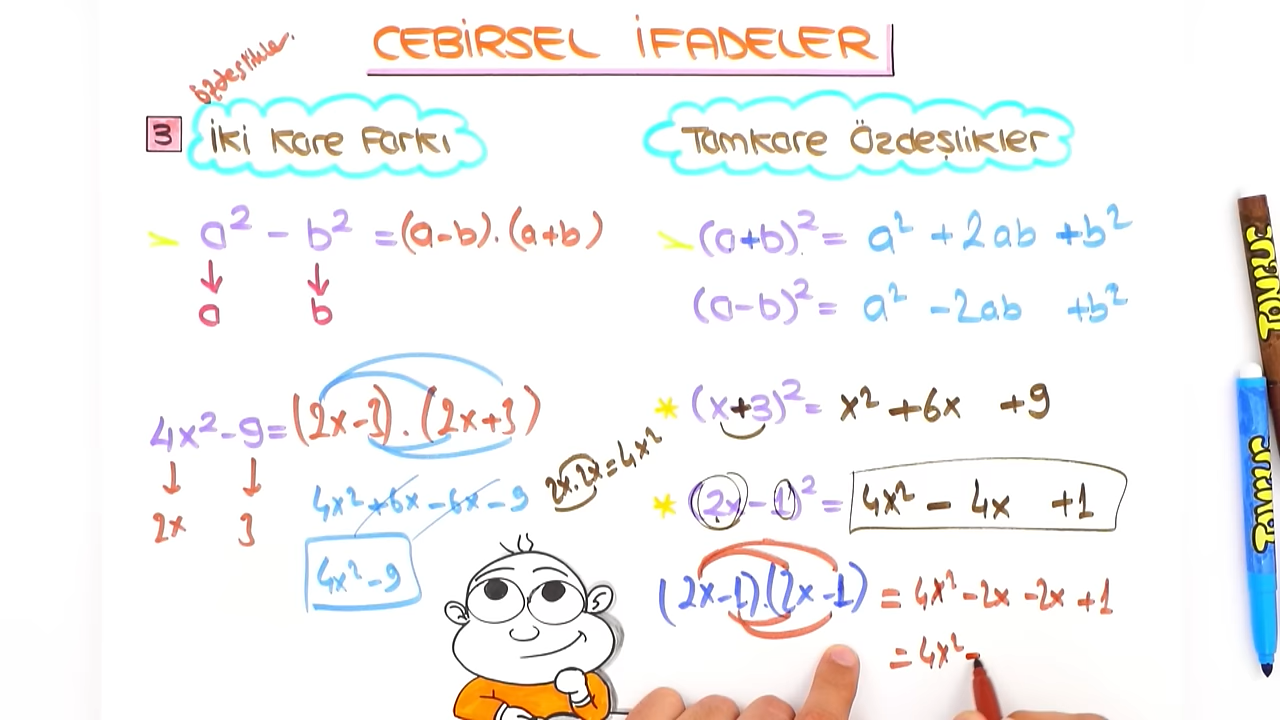 CEBİRSEL İFADELER
özdeşlikler.
3 İki Kare Farkı
a² - b² = (a-b).(a+b)
a b
4x²-9=(2x-3).(2x+3)
2x 3
4x²+6x-6x-9
4x²-9
2x.2x=4x²
Tamkare Özdeşlikler
(a+b)²= a² +2ab +b²
(a-b)²= a² -2ab +b²
(x+3)²= x² +6x +9
(2x-1)²= 4x² - 4x +1
(2x-1).(2x-1) = 4x²-2x-2x+1
= 4x²-
TURNAT
TURNAT